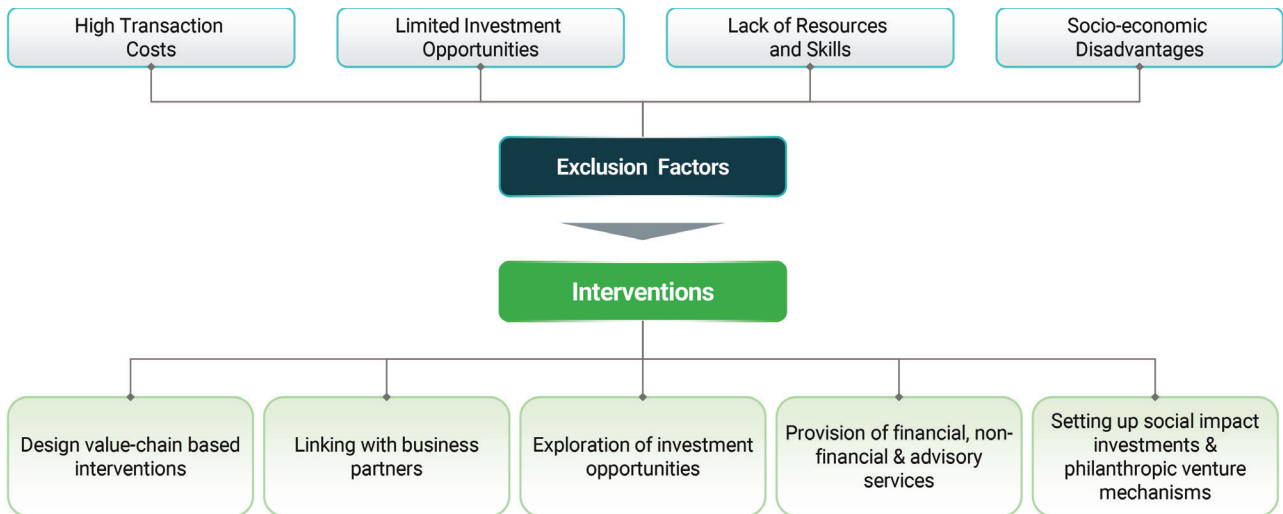 High Transaction
Costs
Limited Investment
Opportunities
Lack of Resources
and Skills
Socio-economic
Disadvantages
Exclusion Factors
Interventions
Design value-chain based
interventions
Linking with business
partners
Exploration of investment
opportunities
Provision of financial, non-
financial & advisory
services
Setting up social impact
investments &
philanthropic venture
mechanisms